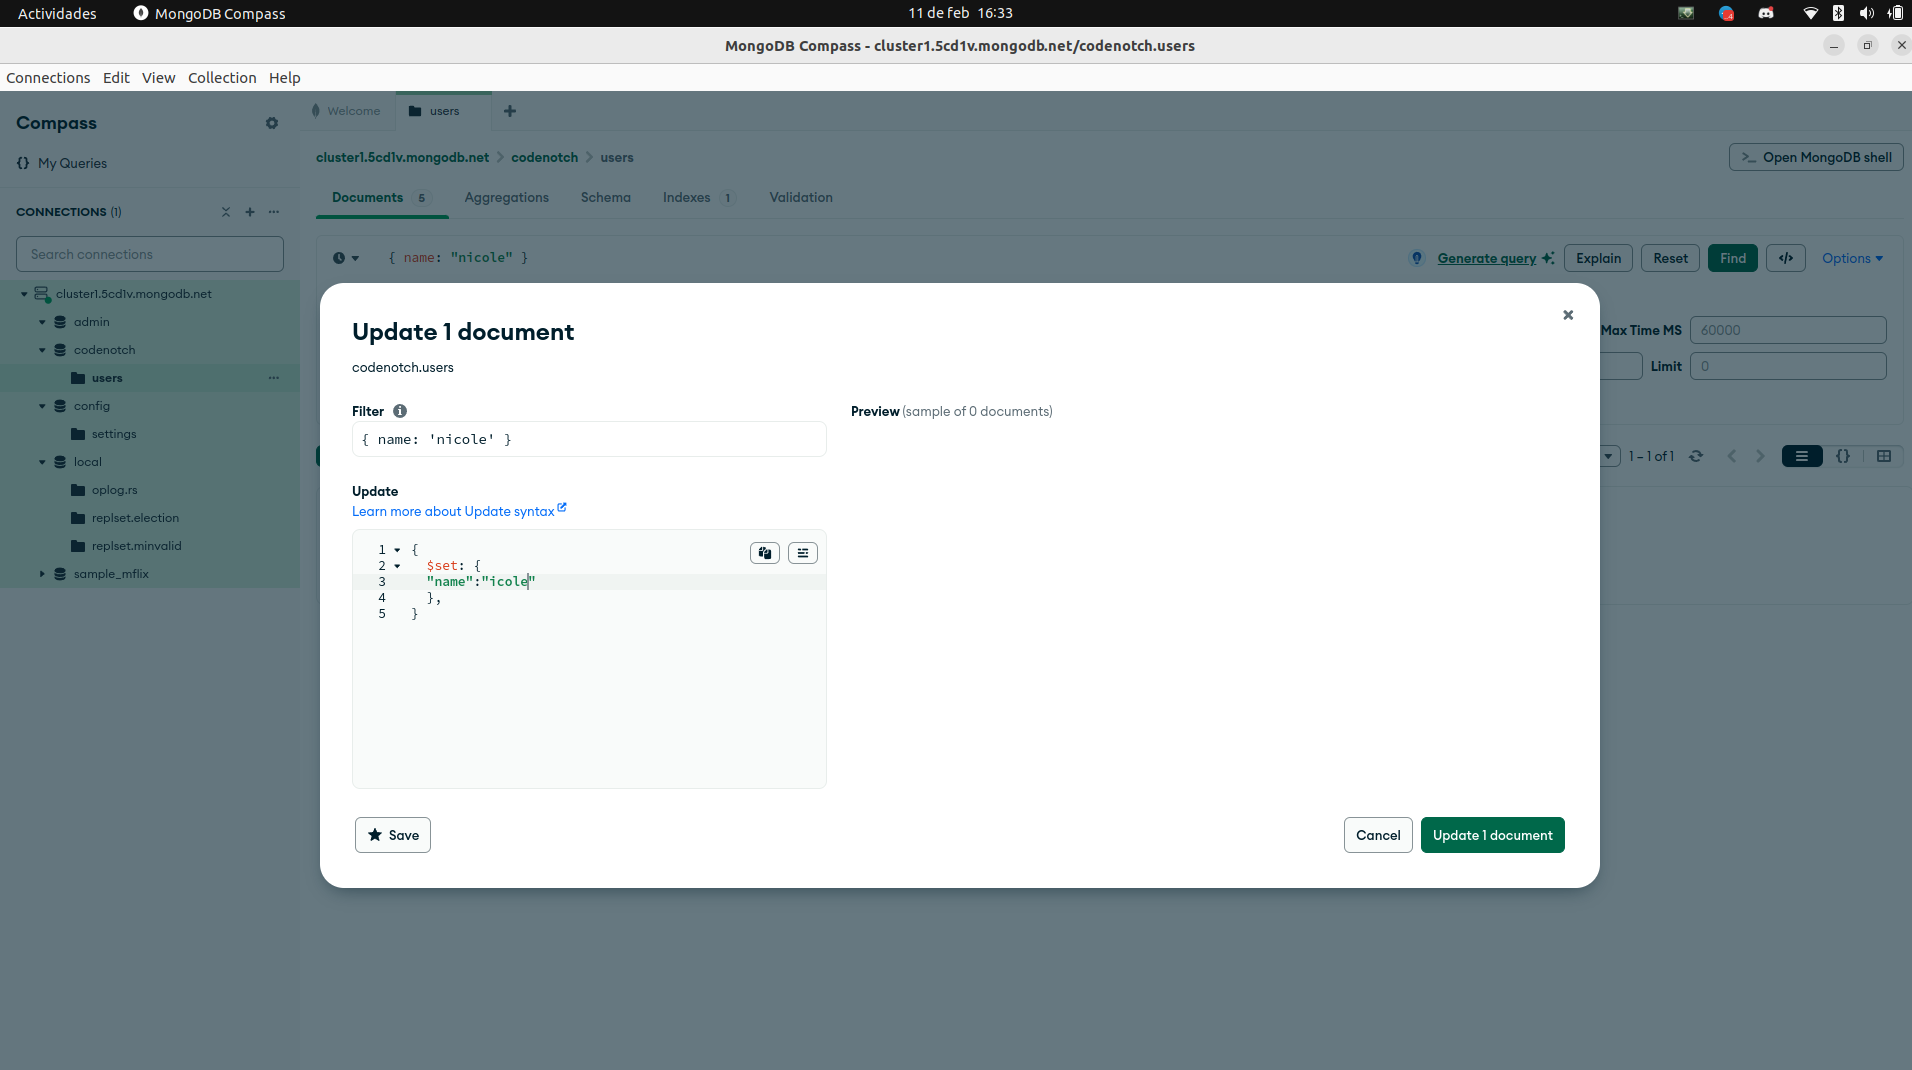 Actividades MongoDB Compass 11 de feb 16:33
MongoDB Compass - cluster1.5cd1v.mongodb.net/codenotch.users
Connections Edit View Collection Help
Compass
My Queries
CONNECTIONS (1)
Search connections
cluster1.5cd1v.mongodb.net
admin
codenotch
users
config
settings
local
oplog.rs
replset.election
replset.minvalid
sample_mflix
Welcome users
cluster1.5cd1v.mongodb.net codenotch users
>_ Open MongoDB shell
Documents 5 Aggregations Schema Indexes 1 Validation
{ name: "nicole" }
Generate query Explain Reset Find </> Options
Max Time MS 60000
Limit 0
1 – 1 of 1 {}
Update 1 document
codenotch.users
Filter
{ name: 'nicole' }
Update
Learn more about Update syntax
1 {
2 $set: {
3 "name":"icole"
4 },
5 }
Preview (sample of 0 documents)
Save
Cancel Update 1 document